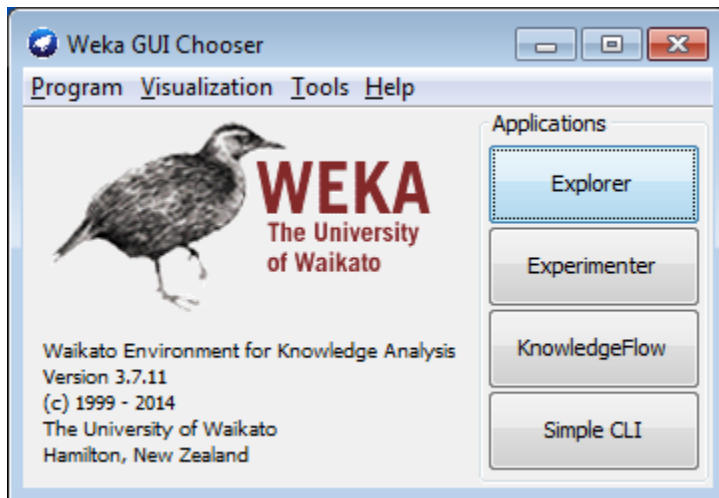 Weka GUI Chooser
Program Visualization Tools Help
WEKA
The University
of Waikato
Waikato Environment for Knowledge Analysis
Version 3.7.11
(c) 1999 - 2014
The University of Waikato
Hamilton, New Zealand
Applications
Explorer
Experimenter
KnowledgeFlow
Simple CLI